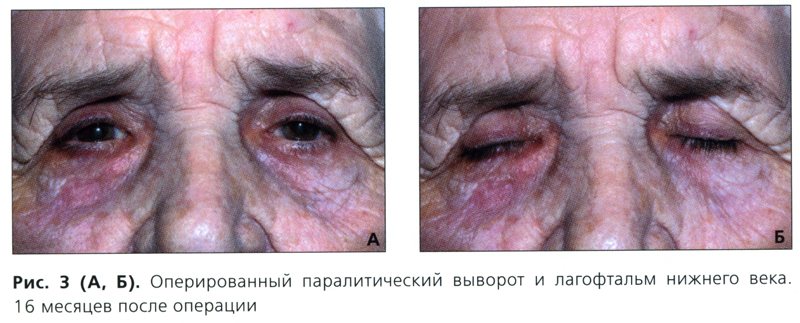 А
Б
Рис. 3 (А, Б). Оперированный паралитический выворот и лагофтальм нижнего века.
16 месяцев после операции